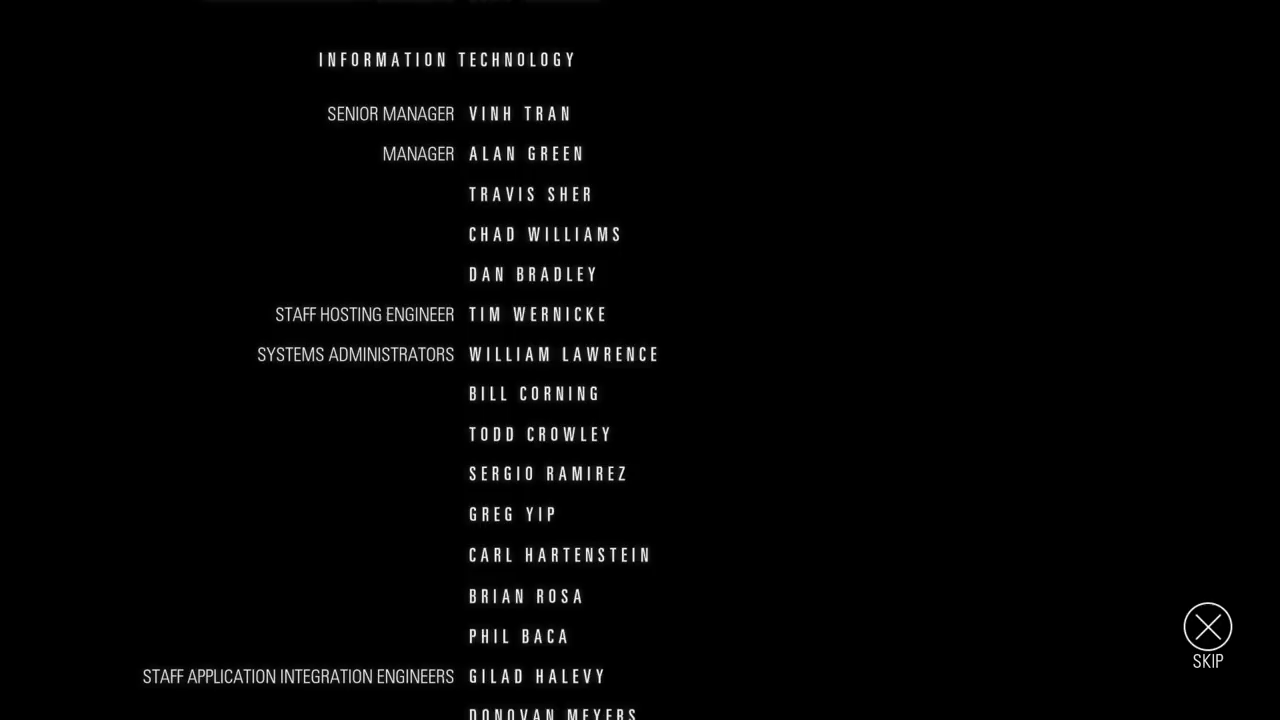 INFORMATION TECHNOLOGY
SENIOR MANAGER VINH TRAN
MANAGER ALAN GREEN
TRAVIS SHER
CHAD WILLIAMS
DAN BRADLEY
STAFF HOSTING ENGINEER TIM WERNICKE
SYSTEMS ADMINISTRATORS WILLIAM LAWRENCE
BILL CORNING
TODD CROWLEY
SERGIO RAMIREZ
GREG YIP
CARL HARTENSTEIN
BRIAN ROSA
PHIL BACA
STAFF APPLICATION INTEGRATION ENGINEERS GILAD HALEVY
DONOVAN MEYERS
SKIP